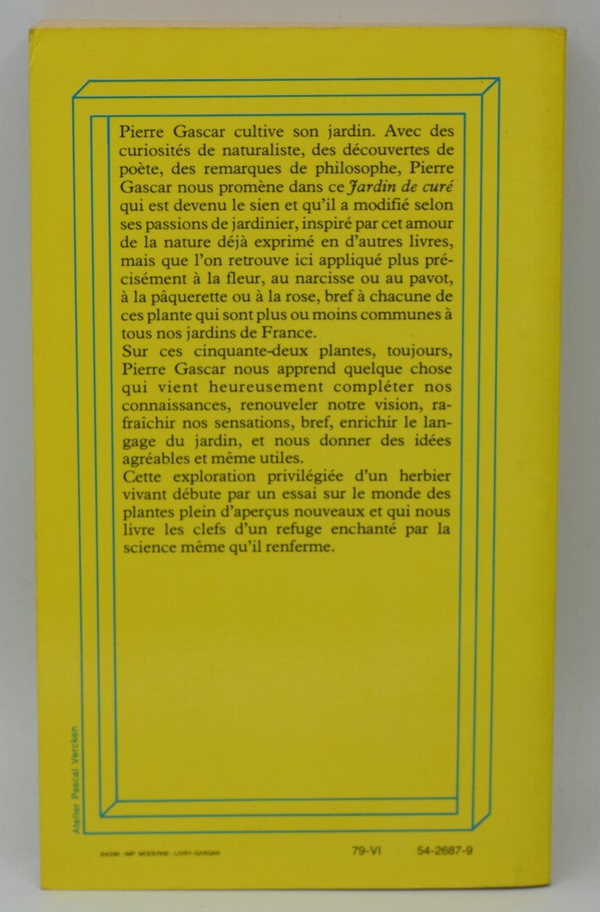 Pierre Gascar cultive son jardin. Avec des
curiosités de naturaliste, des découvertes de
poète, des remarques de philosophe, Pierre
Gascar nous promène dans ce Jardin de curé
qui est devenu le sien et qu'il a modifié selon
ses passions de jardinier, inspiré par cet amour
de la nature déjà exprimé en d'autres livres,
mais que l'on retrouve ici appliqué plus pré-
cisément à la fleur, au narcisse ou au pavot,
à la pâquerette ou à la rose, bref à chacune de
ces plante qui sont plus ou moins communes à
tous nos jardins de France.
Sur ces cinquante-deux plantes, toujours,
Pierre Gascar nous apprend quelque chose
qui vient heureusement compléter nos
connaissances, renouveler notre vision, ra-
fraîchir nos sensations, bref, enrichir le lan-
gage du jardin, et nous donner des idées
agréables et même utiles.
Cette exploration privilégiée d'un herbier
vivant débute par un essai sur le monde des
plantes plein d'aperçus nouveaux et qui nous
livre les clefs d'un refuge enchanté par la
science même qu'il renferme.
Atelier Pascal Vercken
SAGIM - IMP. MODERNE - LIVRY-GARGAN
79-VI 54-2687-9